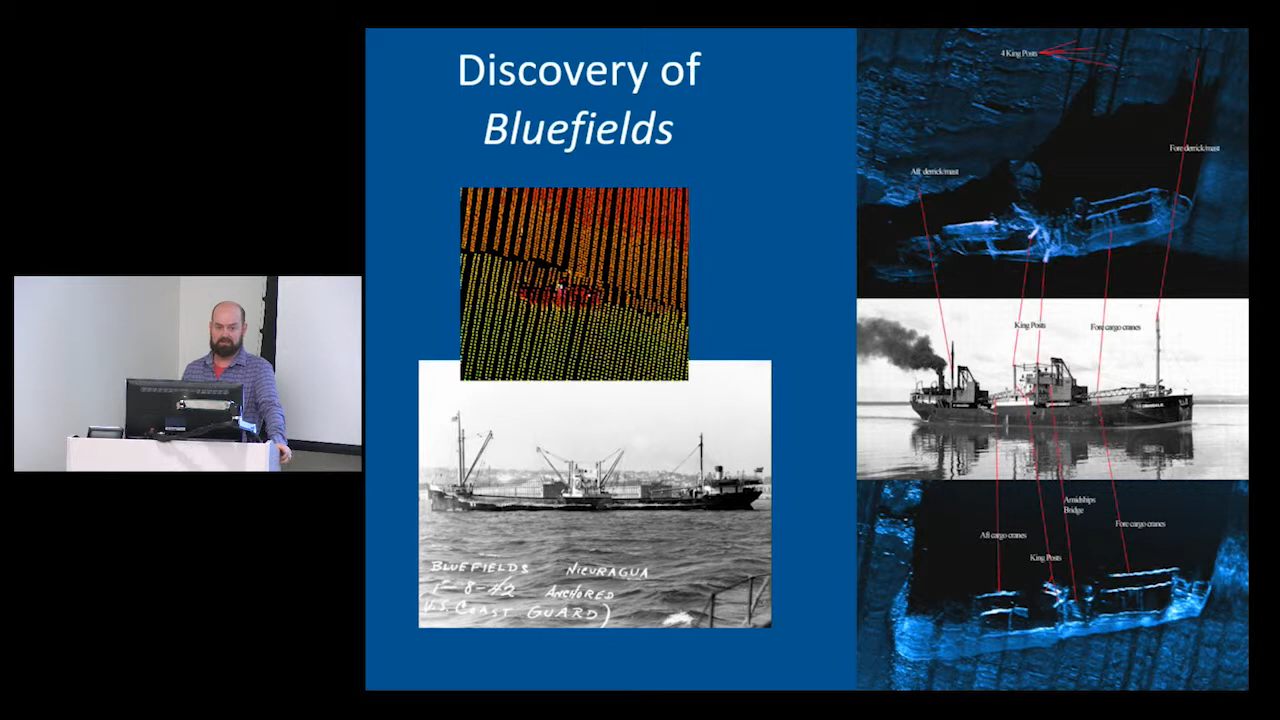 Discovery of
Bluefields
BLUEFIELDS NICURAGUA
1-8-42 ANCHORED
U.S. COAST GUARD)
4 King Posts
Fore derrick/mast
Aft derrick/mast
King Posts
Fore cargo cranes
Amidships
Bridge
Fore cargo cranes
Aft cargo cranes
King Posts